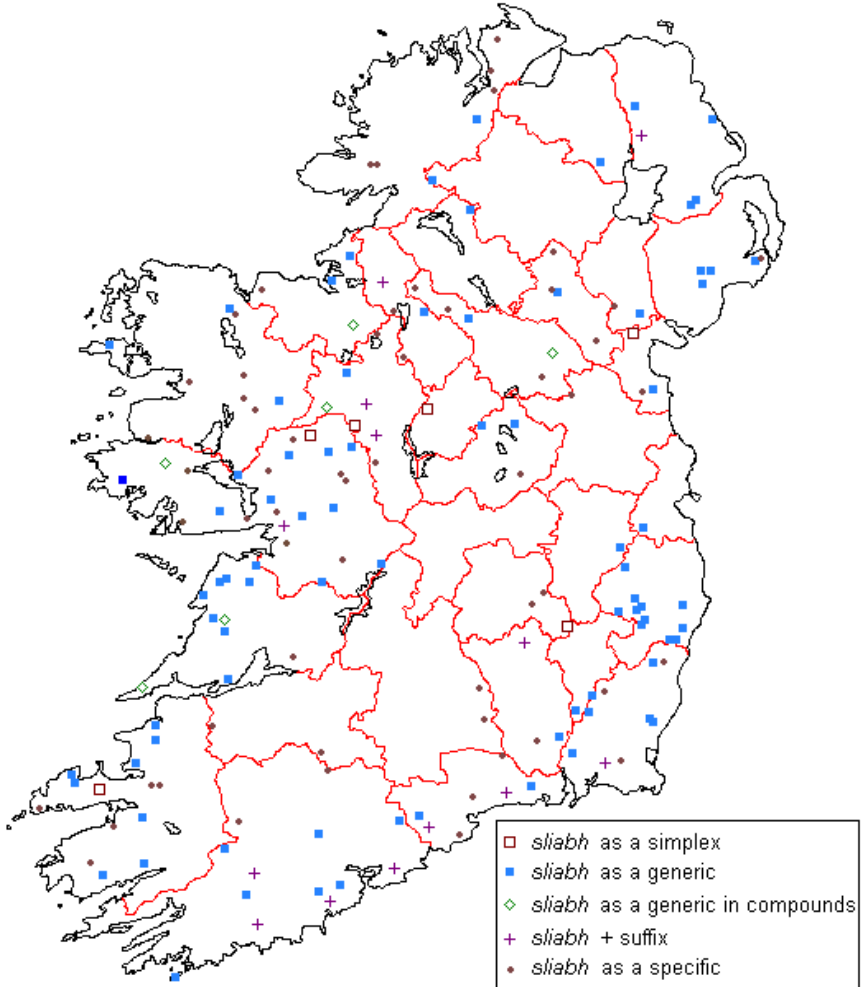 sliabh as a simplex
sliabh as a generic
sliabh as a generic in compounds
sliabh + suffix
sliabh as a specific